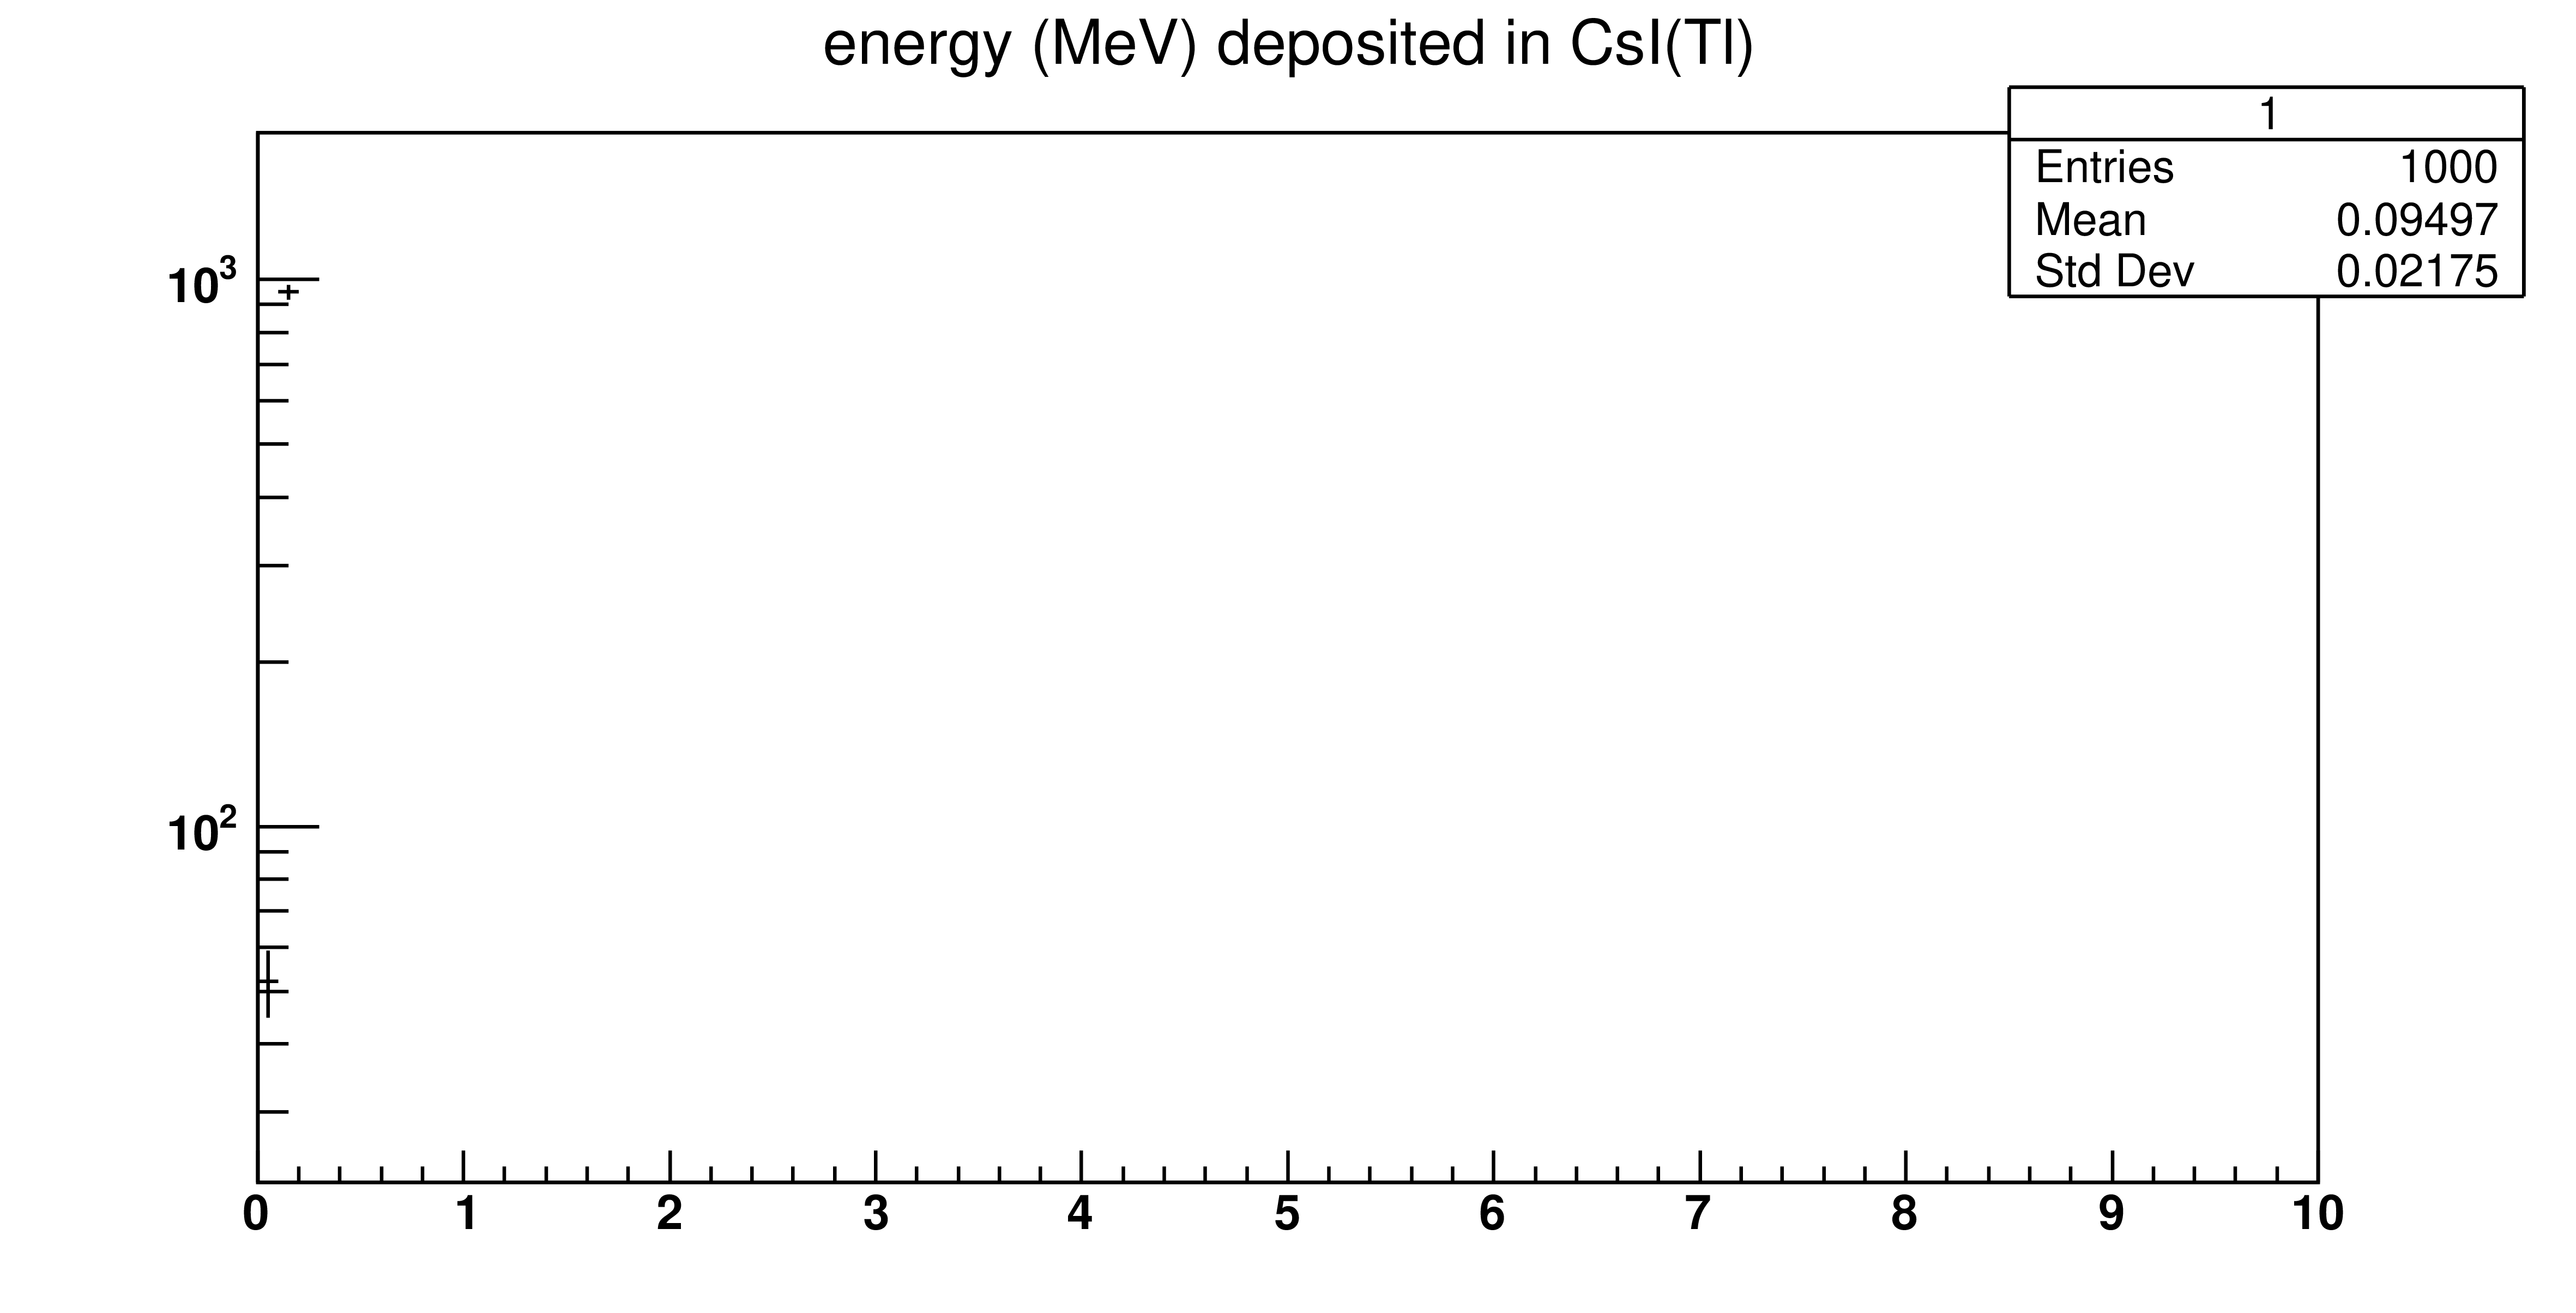 energy (MeV) deposited in CsI(Tl)
1
Entries 1000
Mean 0.09497
Std Dev 0.02175
10³
10²
0 1 2 3 4 5 6 7 8 9 10